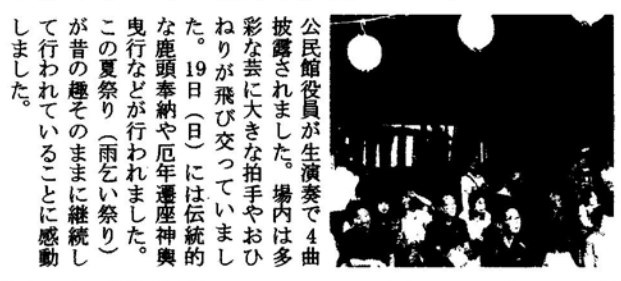 公民館役員が生演奏で4曲
披露されました。場内は多
彩な芸に大きな拍手やおひ
ねりが飛び交っていまし
た。19日（日）には伝統的
な鹿頭奉納や厄年遷座神輿
曳行などが行われました。
この夏祭り（雨乞い祭り）
が昔の趣そのままに継続し
て行われていることに感動
しました。